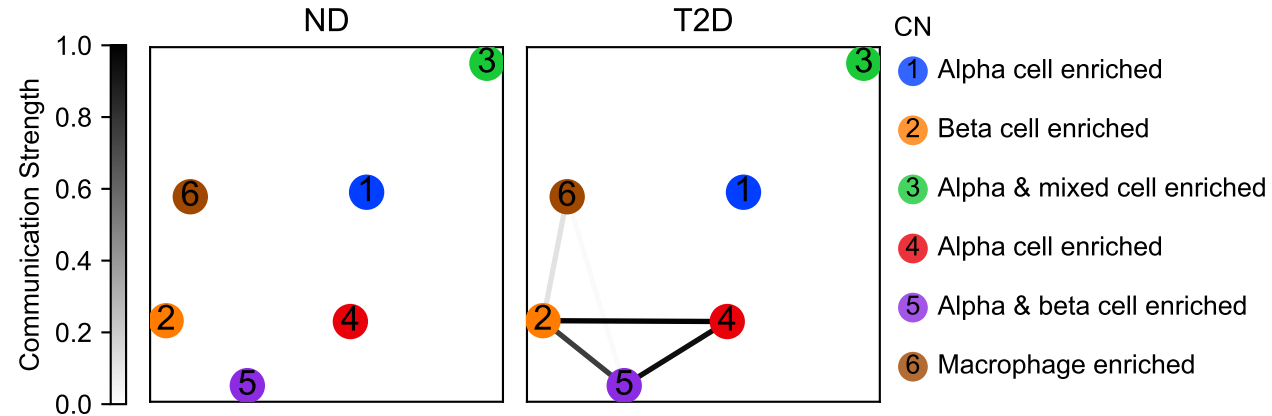 ND
T2D
CN
Communication Strength
1.0
0.8
0.6
0.4
0.2
0.0
3
6
1
2
4
5
3
6
1
2
4
5
1 Alpha cell enriched
2 Beta cell enriched
3 Alpha & mixed cell enriched
4 Alpha cell enriched
5 Alpha & beta cell enriched
6 Macrophage enriched